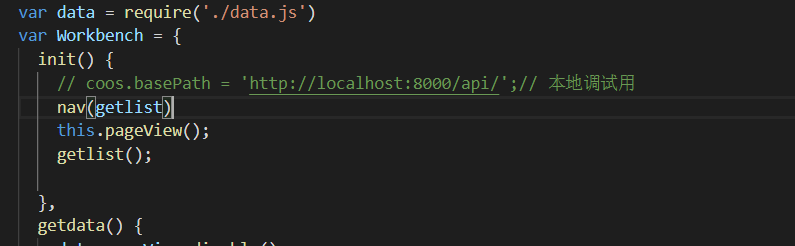 var data = require('./data.js')
var Workbench = {
init() {
// coos.basePath = 'http://localhost:8000/api/';// 本地调试用
nav(getlist)
this.pageView();
getlist();
},
getdata() {